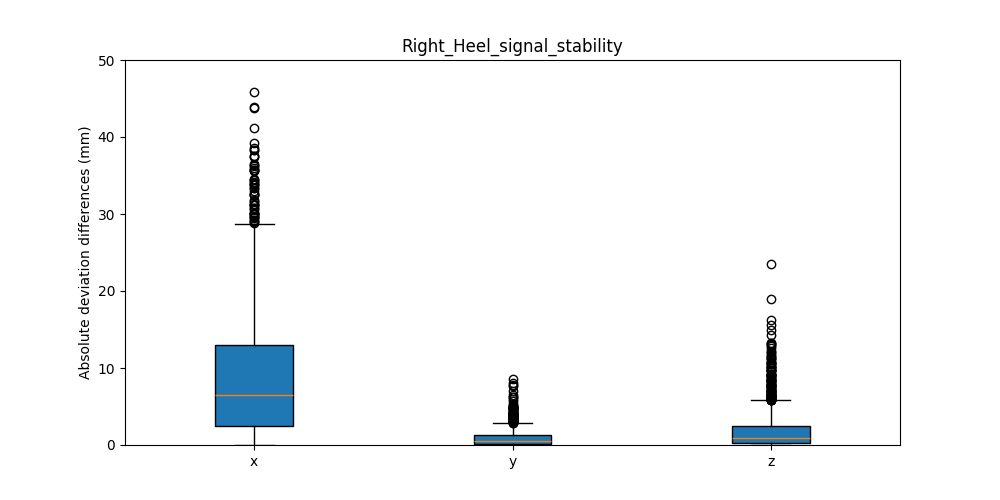 Right_Heel_signal_stability
Absolute deviation differences (mm)
50
40
30
20
10
0
x
y
z